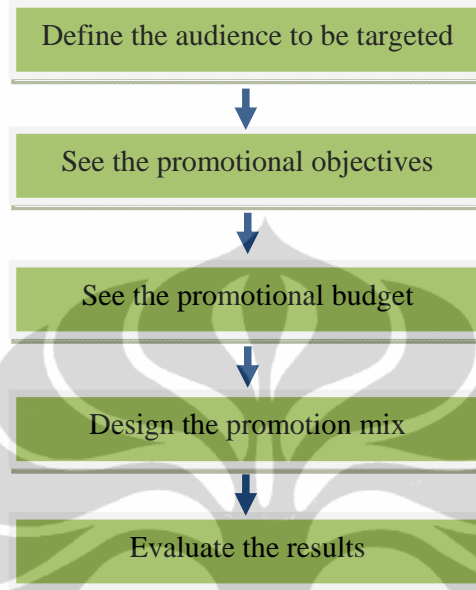 Define the audience to be targeted
See the promotional objectives
See the promotional budget
Design the promotion mix
Evaluate the results